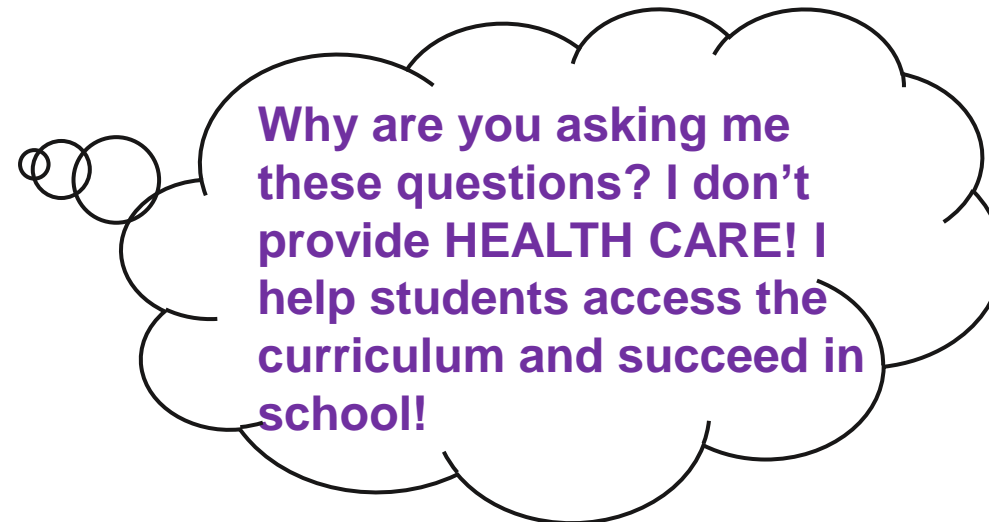 Why are you asking me
these questions? I don’t
provide HEALTH CARE! I
help students access the
curriculum and succeed in
school!